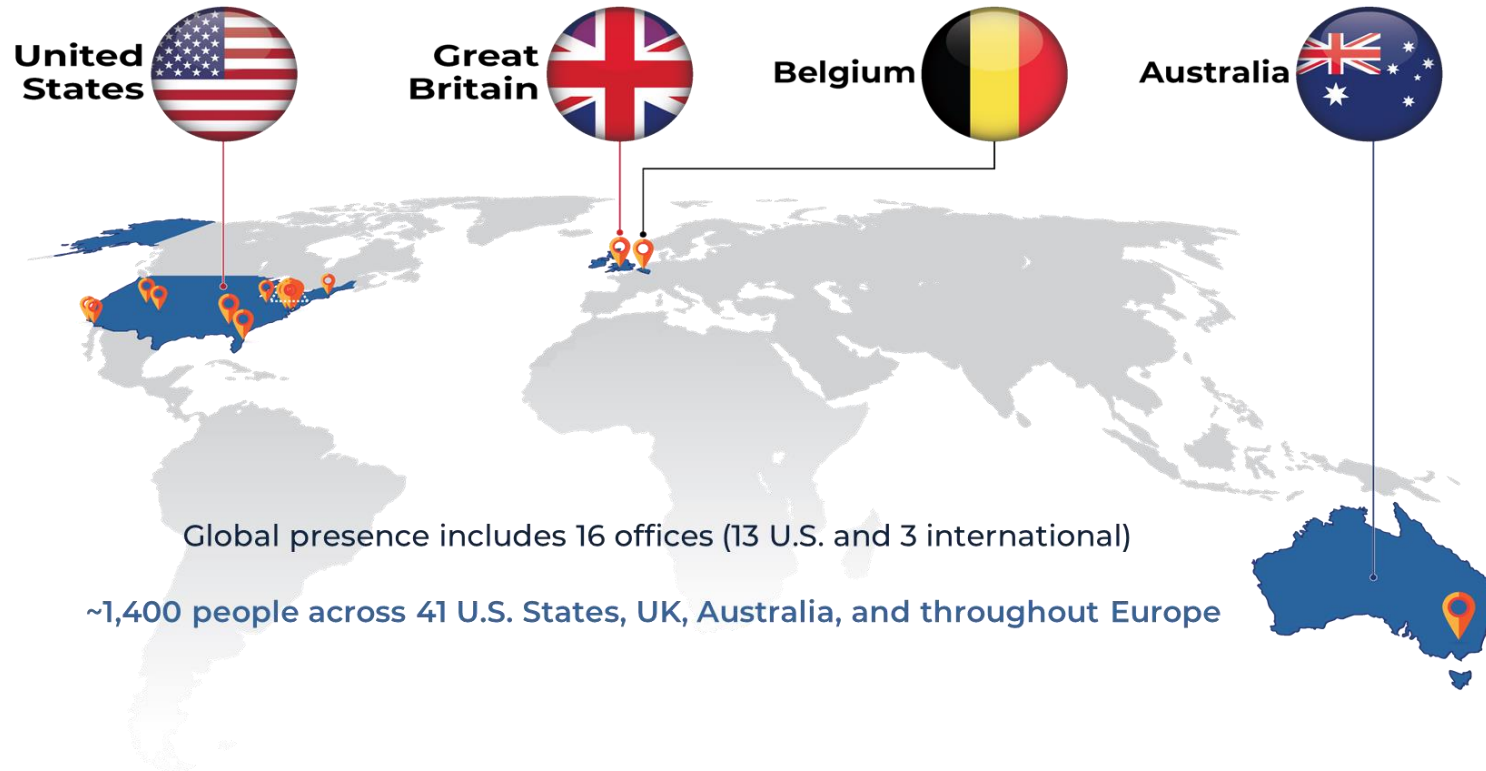 United
States
Great
Britain
Belgium
Australia
Global presence includes 16 offices (13 U.S. and 3 international)
~1,400 people across 41 U.S. States, UK, Australia, and throughout Europe